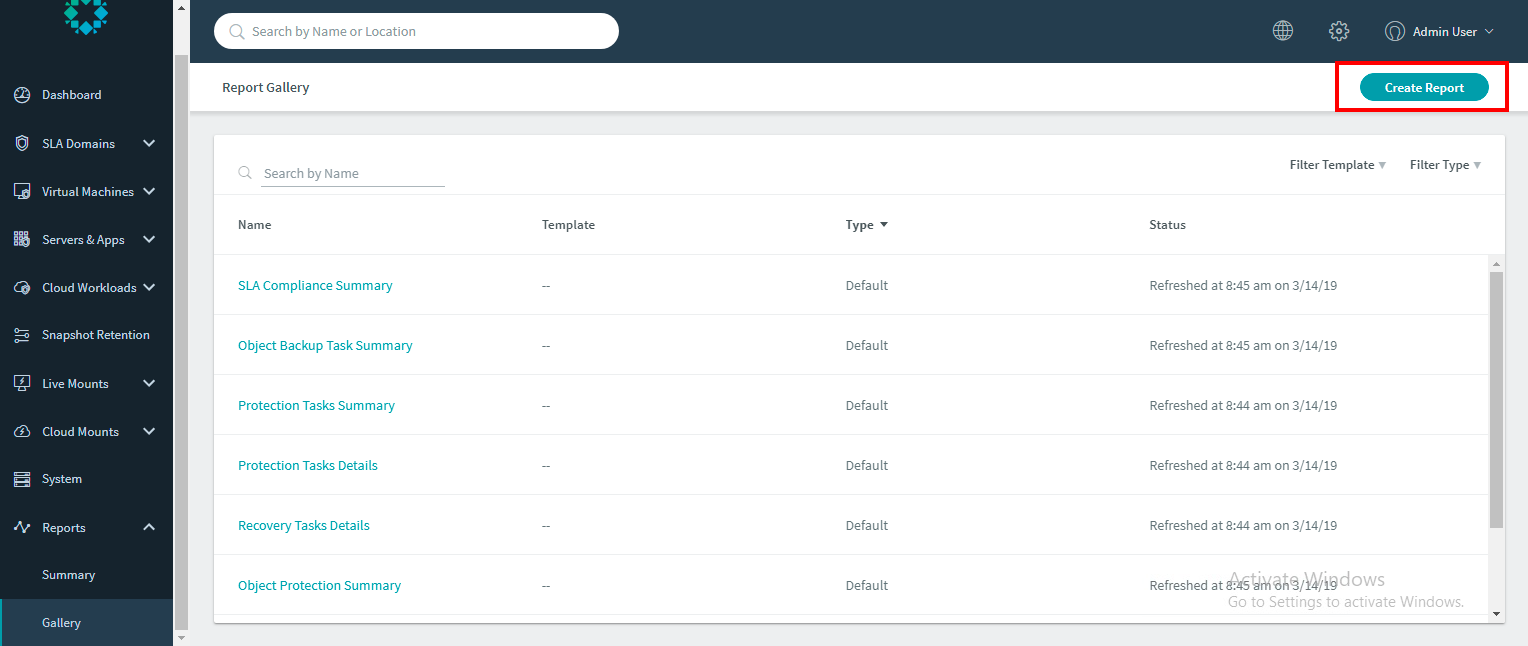 Search by Name or Location
Admin User
Dashboard
SLA Domains
Virtual Machines
Servers & Apps
Cloud Workloads
Snapshot Retention
Live Mounts
Cloud Mounts
System
Reports
Summary
Gallery
Report Gallery
Create Report
Search by Name
Filter Template
Filter Type
Name Template Type Status
SLA Compliance Summary -- Default Refreshed at 8:45 am on 3/14/19
Object Backup Task Summary -- Default Refreshed at 8:45 am on 3/14/19
Protection Tasks Summary -- Default Refreshed at 8:44 am on 3/14/19
Protection Tasks Details -- Default Refreshed at 8:44 am on 3/14/19
Recovery Tasks Details -- Default Refreshed at 8:44 am on 3/14/19
Object Protection Summary -- Default Refreshed at 8:45 am on 3/14/19
Activate Windows
Go to Settings to activate Windows.